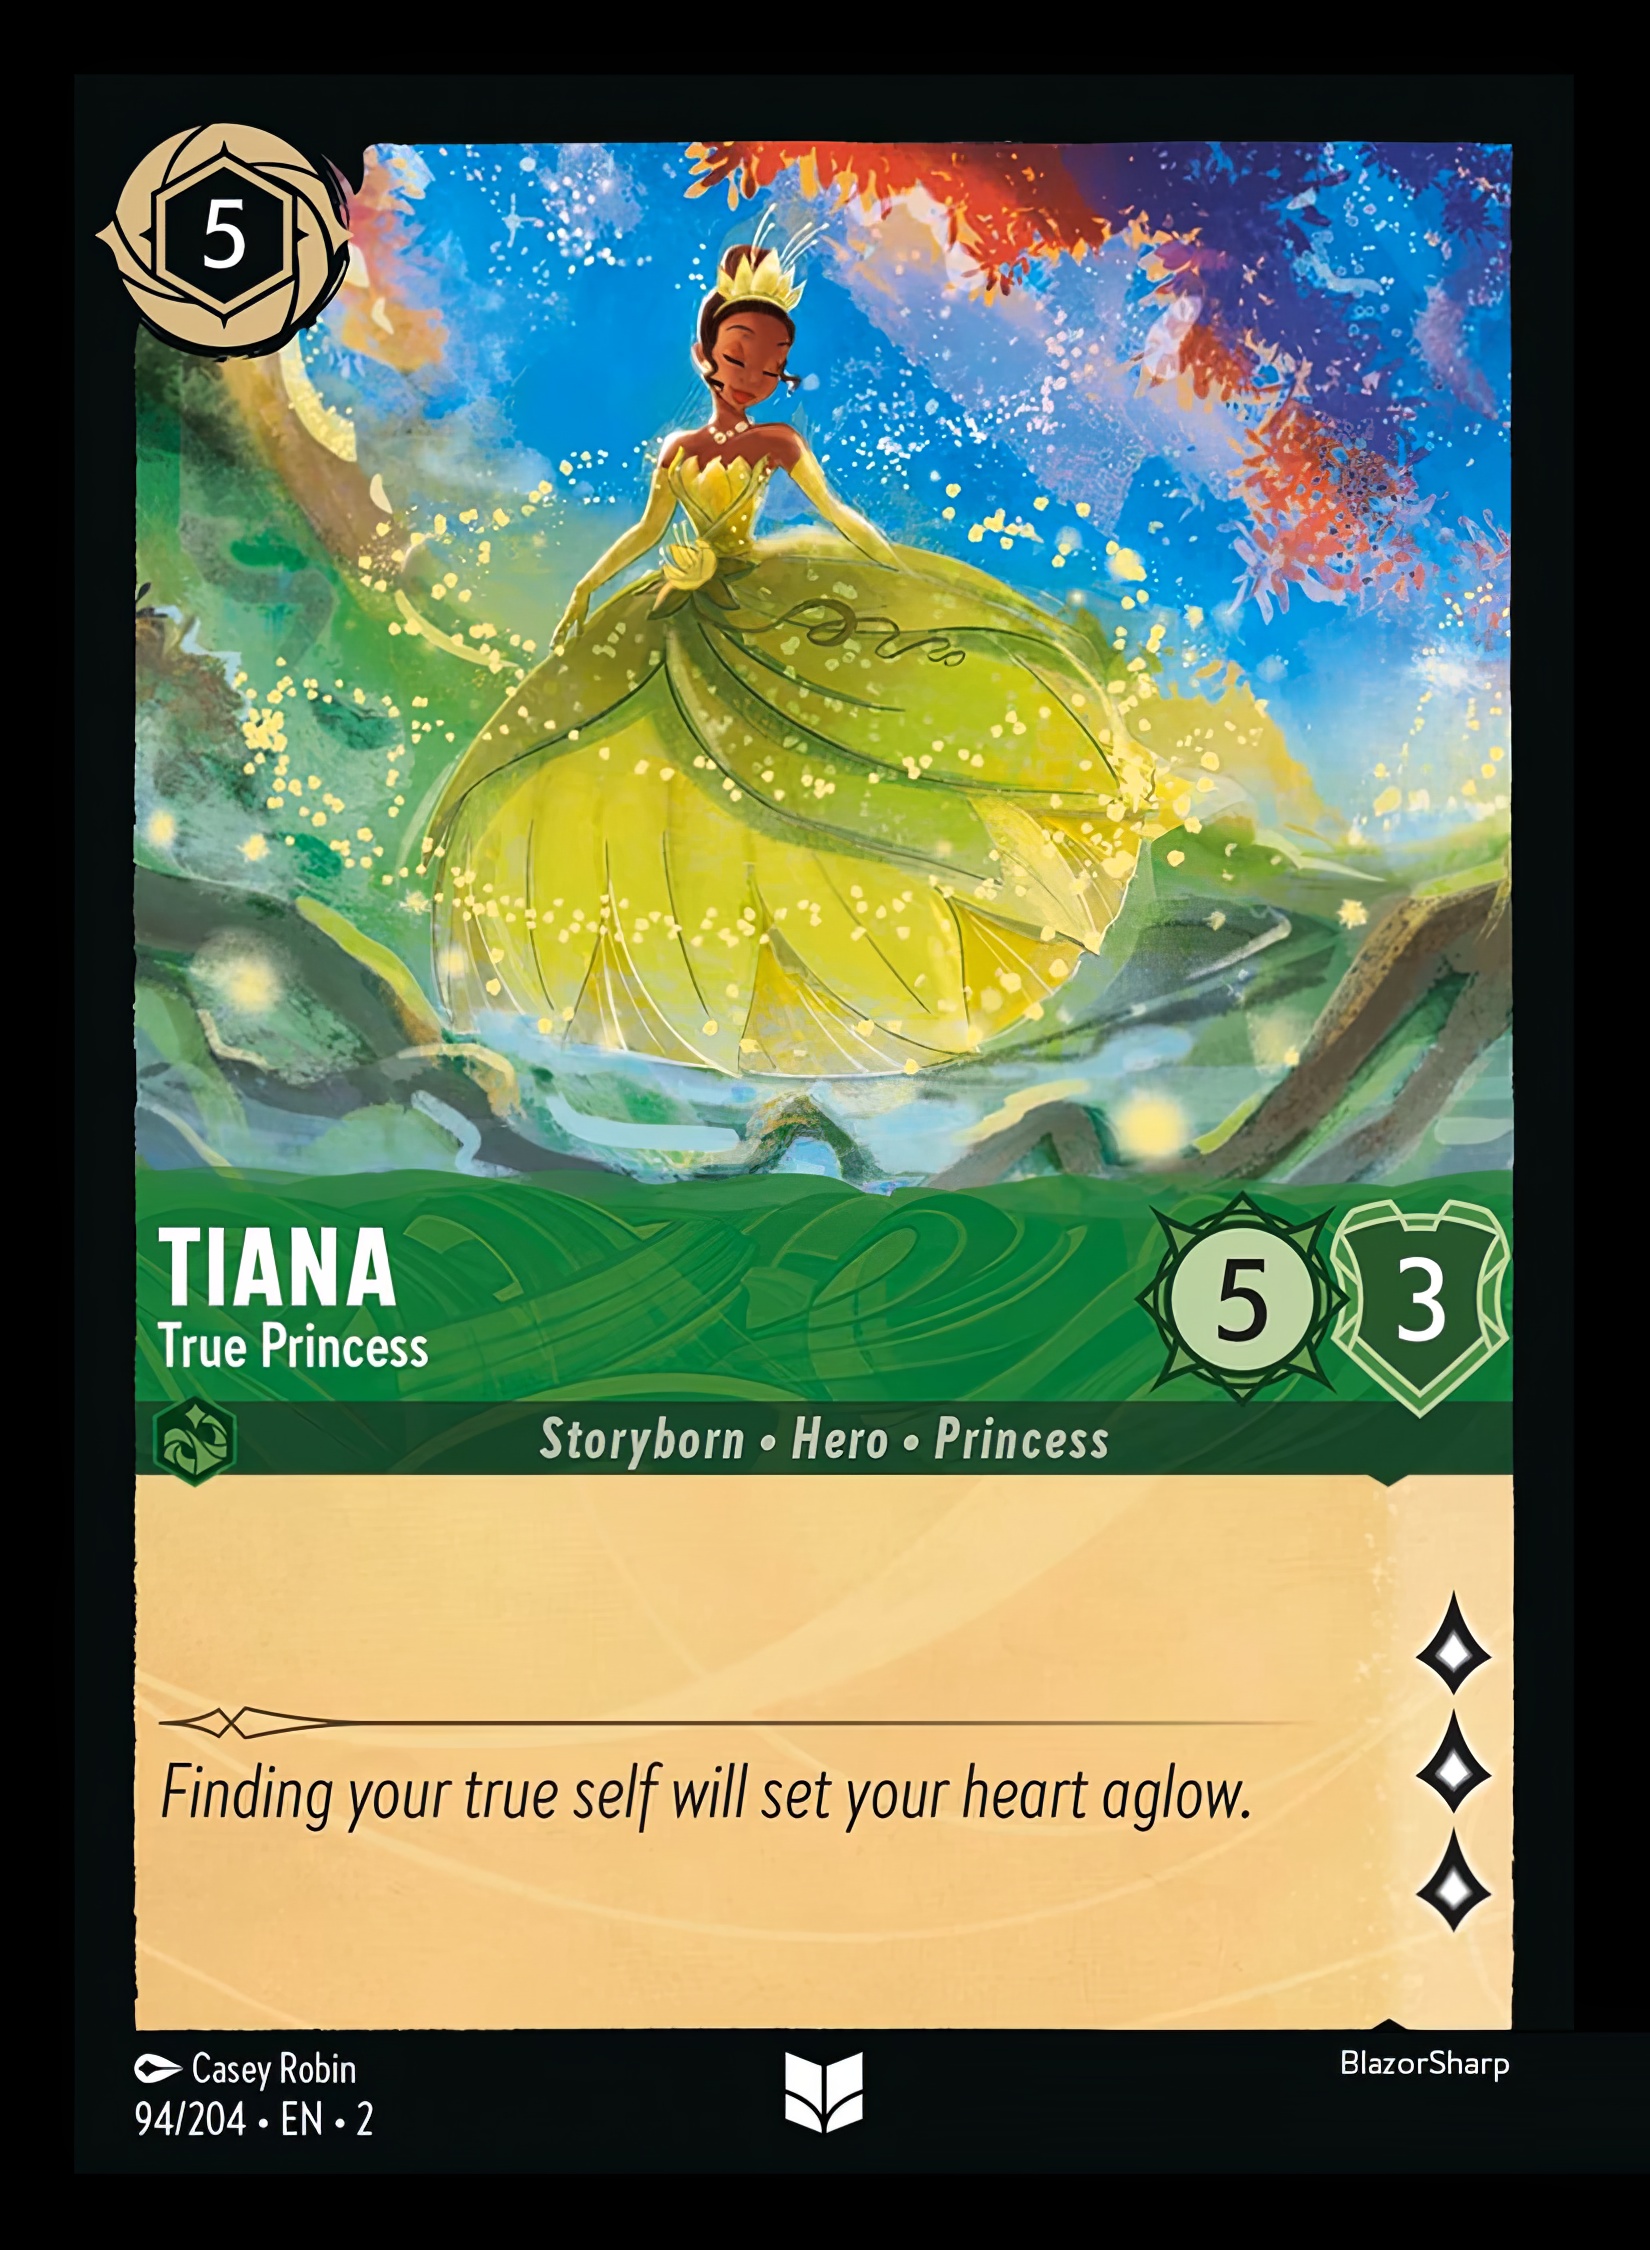 5
TIANA
True Princess
5
3
Storyborn • Hero • Princess
Finding your true self will set your heart aglow.
Casey Robin
BlazorSharp
94/204 • EN • 2